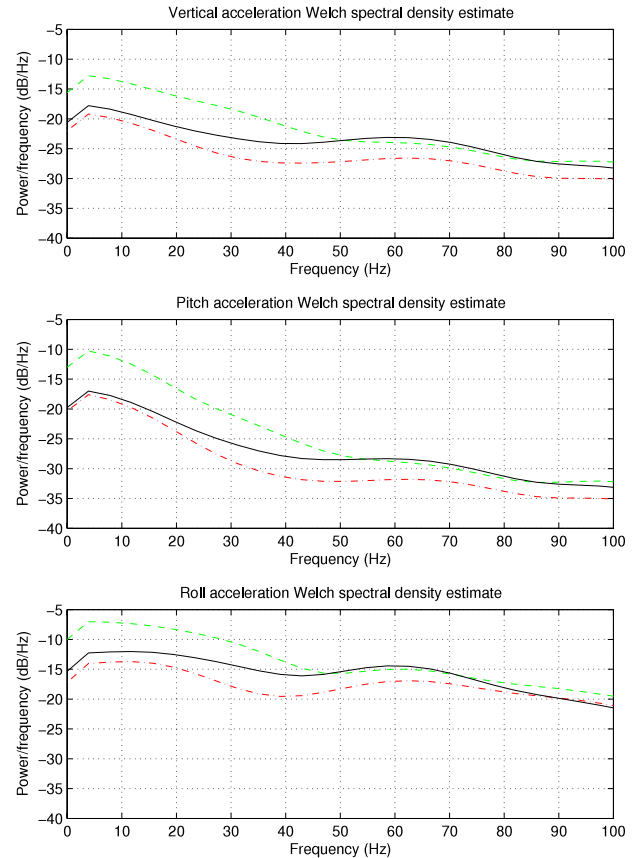 Vertical acceleration Welch spectral density estimate
Power/frequency (dB/Hz)
−5
−10
−15
−20
−25
−30
−35
−40
0 10 20 30 40 50 60 70 80 90 100
Frequency (Hz)
Pitch acceleration Welch spectral density estimate
Power/frequency (dB/Hz)
−5
−10
−15
−20
−25
−30
−35
−40
0 10 20 30 40 50 60 70 80 90 100
Frequency (Hz)
Roll acceleration Welch spectral density estimate
Power/frequency (dB/Hz)
−5
−10
−15
−20
−25
−30
−35
−40
0 10 20 30 40 50 60 70 80 90 100
Frequency (Hz)